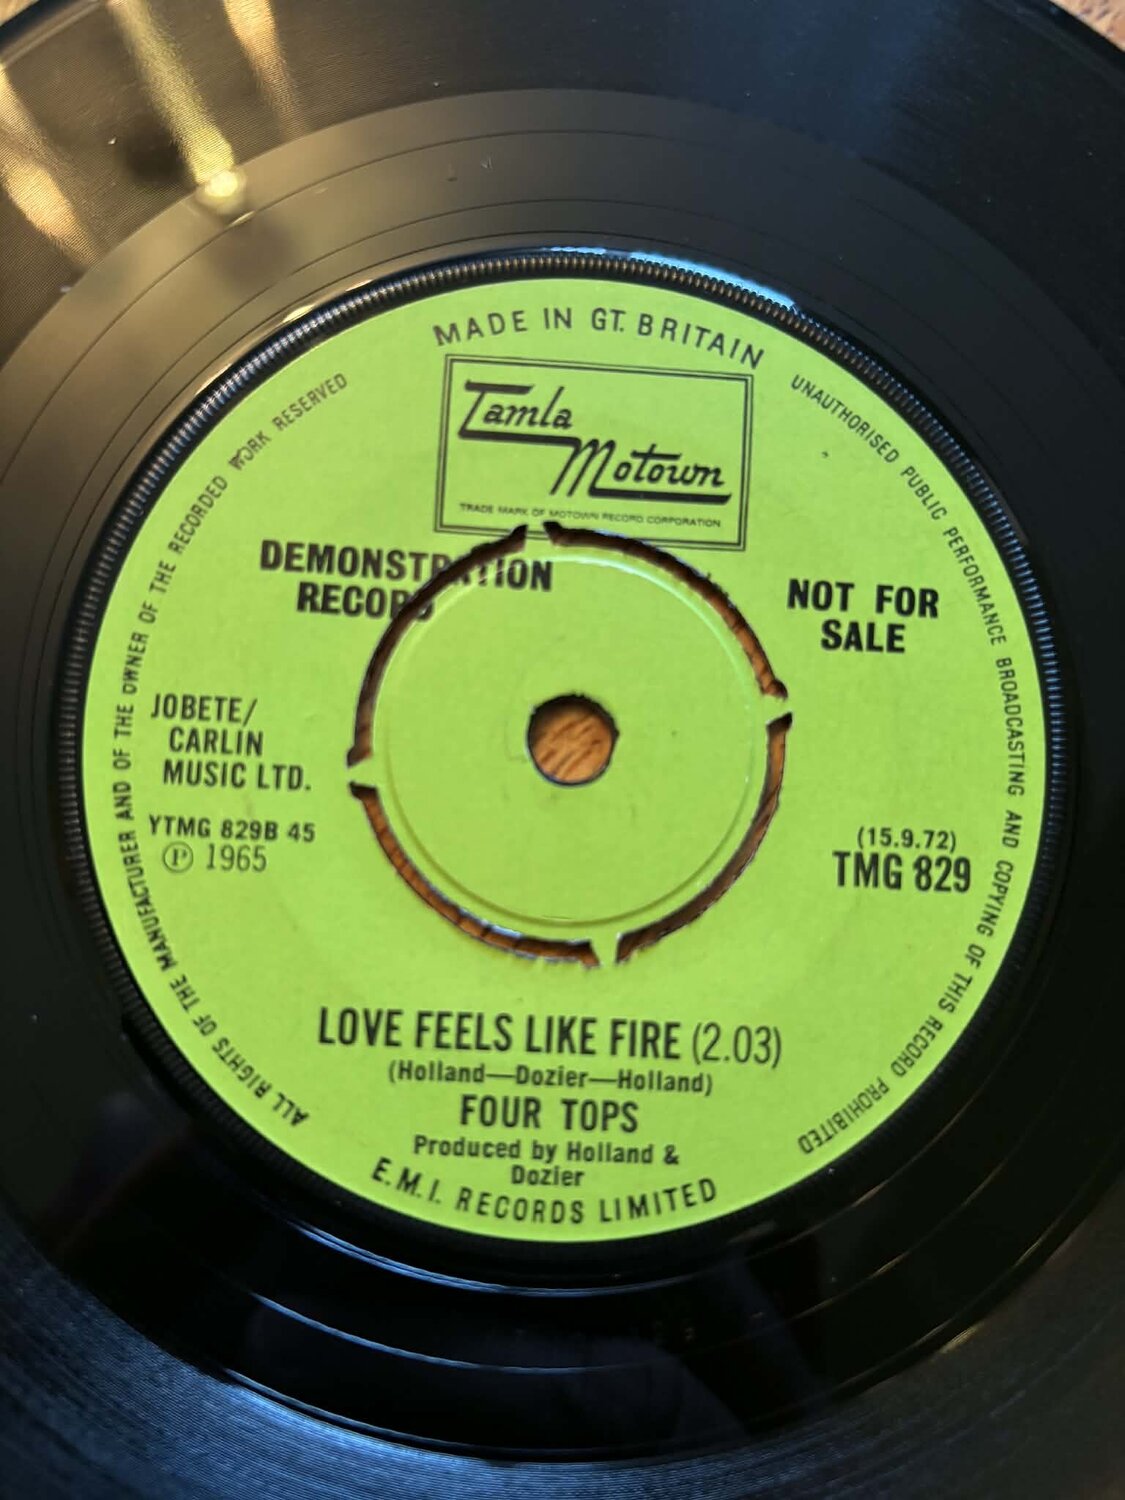 MADE IN GT. BRITAIN
Tamla
Motown
TRADE MARK OF MOTOWN RECORD CORPORATION
DEMONSTRATION
RECORD
NOT FOR
SALE
JOBETE/
CARLIN
MUSIC LTD.
YTMG 829B 45
Ⓟ 1965
(15.9.72)
TMG 829
LOVE FEELS LIKE FIRE (2.03)
(Holland—Dozier—Holland)
FOUR TOPS
Produced by Holland &
Dozier
E.M.I. RECORDS LIMITED
ALL RIGHTS OF THE MANUFACTURER AND OF THE OWNER OF THE RECORDED WORK RESERVED
UNAUTHORISED PUBLIC PERFORMANCE BROADCASTING AND COPYING OF THIS RECORD PROHIBITED